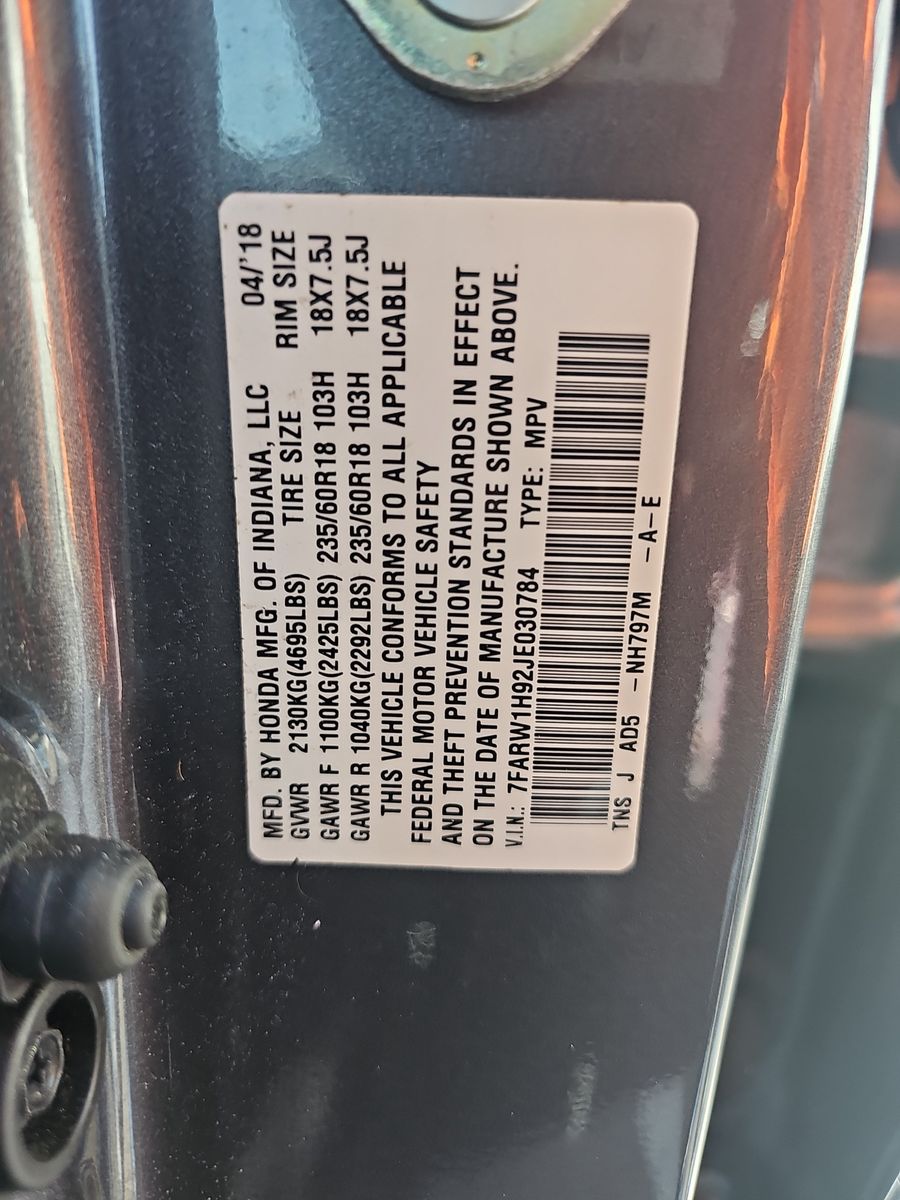 MFD. BY HONDA MFG. OF INDIANA, LLC 04/'18
GVWR 2130KG(4695LBS) TIRE SIZE RIM SIZE
GAWR F 1100KG(2425LBS) 235/60R18 103H 18X7.5J
GAWR R 1040KG(2292LBS) 235/60R18 103H 18X7.5J
THIS VEHICLE CONFORMS TO ALL APPLICABLE
FEDERAL MOTOR VEHICLE SAFETY
AND THEFT PREVENTION STANDARDS IN EFFECT
ON THE DATE OF MANUFACTURE SHOWN ABOVE.
V.I.N.: 7FARW1H92JE030784 TYPE: MPV
TNS J AD5 -NH797M -A-E